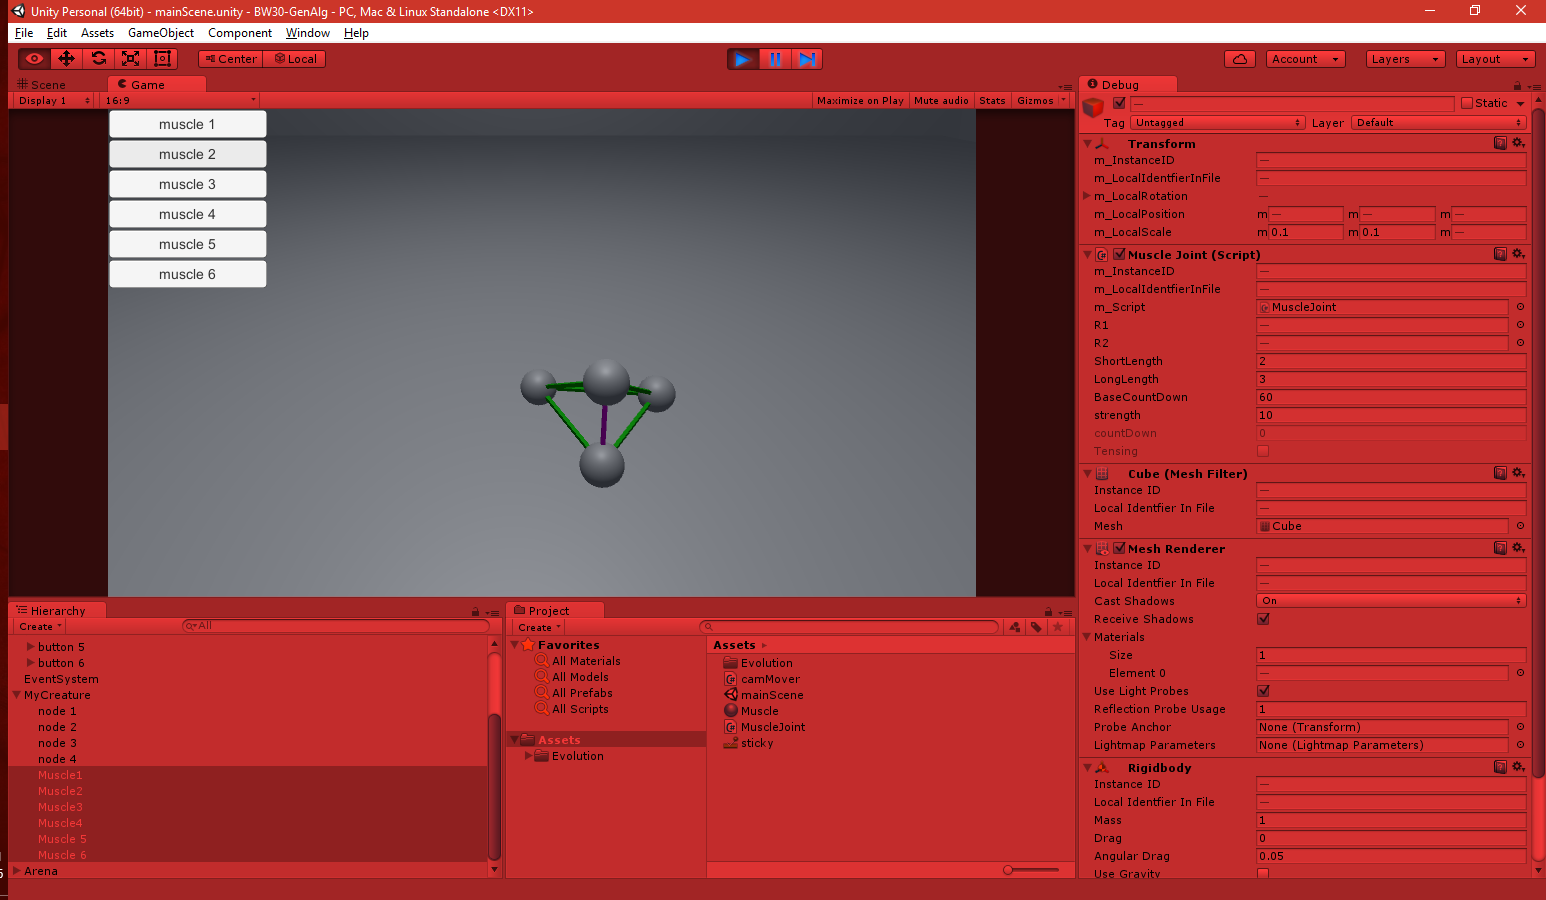 Unity Personal (64bit) - mainScene.unity - BW30-GenAlg - PC, Mac & Linux Standalone <DX11>
File Edit Assets GameObject Component Window Help
Center Local Account Layers Layout
Scene Game
Display 1 16:9 Maximize on Play Mute audio Stats Gizmos
muscle 1
muscle 2
muscle 3
muscle 4
muscle 5
muscle 6
Hierarchy
Create All
button 5
button 6
EventSystem
MyCreature
node 1
node 2
node 3
node 4
Muscle1
Muscle2
Muscle3
Muscle4
Muscle 5
Muscle 6
Arena
Project
Create
Favorites
All Materials
All Models
All Prefabs
All Scripts
Assets
Evolution
Assets
Evolution
camMover
mainScene
Muscle
MuscleJoint
sticky
Debug
— Static
Tag Untagged Layer Default
Transform
m_InstanceID —
m_LocalIdentfierInFile —
m_LocalRotation —
m_LocalPosition m — m — m —
m_LocalScale m 0.1 m 0.1 m —
Muscle Joint (Script)
m_InstanceID —
m_LocalIdentfierInFile —
m_Script MuscleJoint
R1 —
R2 —
ShortLength 2
LongLength 3
BaseCountDown 60
strength 10
countDown 0
Tensing
Cube (Mesh Filter)
Instance ID —
Local Identfier In File —
Mesh Cube
Mesh Renderer
Instance ID —
Local Identfier In File —
Cast Shadows On
Receive Shadows
Materials
Size 1
Element 0 —
Use Light Probes
Reflection Probe Usage 1
Probe Anchor None (Transform)
Lightmap Parameters None (Lightmap Parameters)
Rigidbody
Instance ID —
Local Identfier In File —
Mass 1
Drag 0
Angular Drag 0.05
Use Gravity